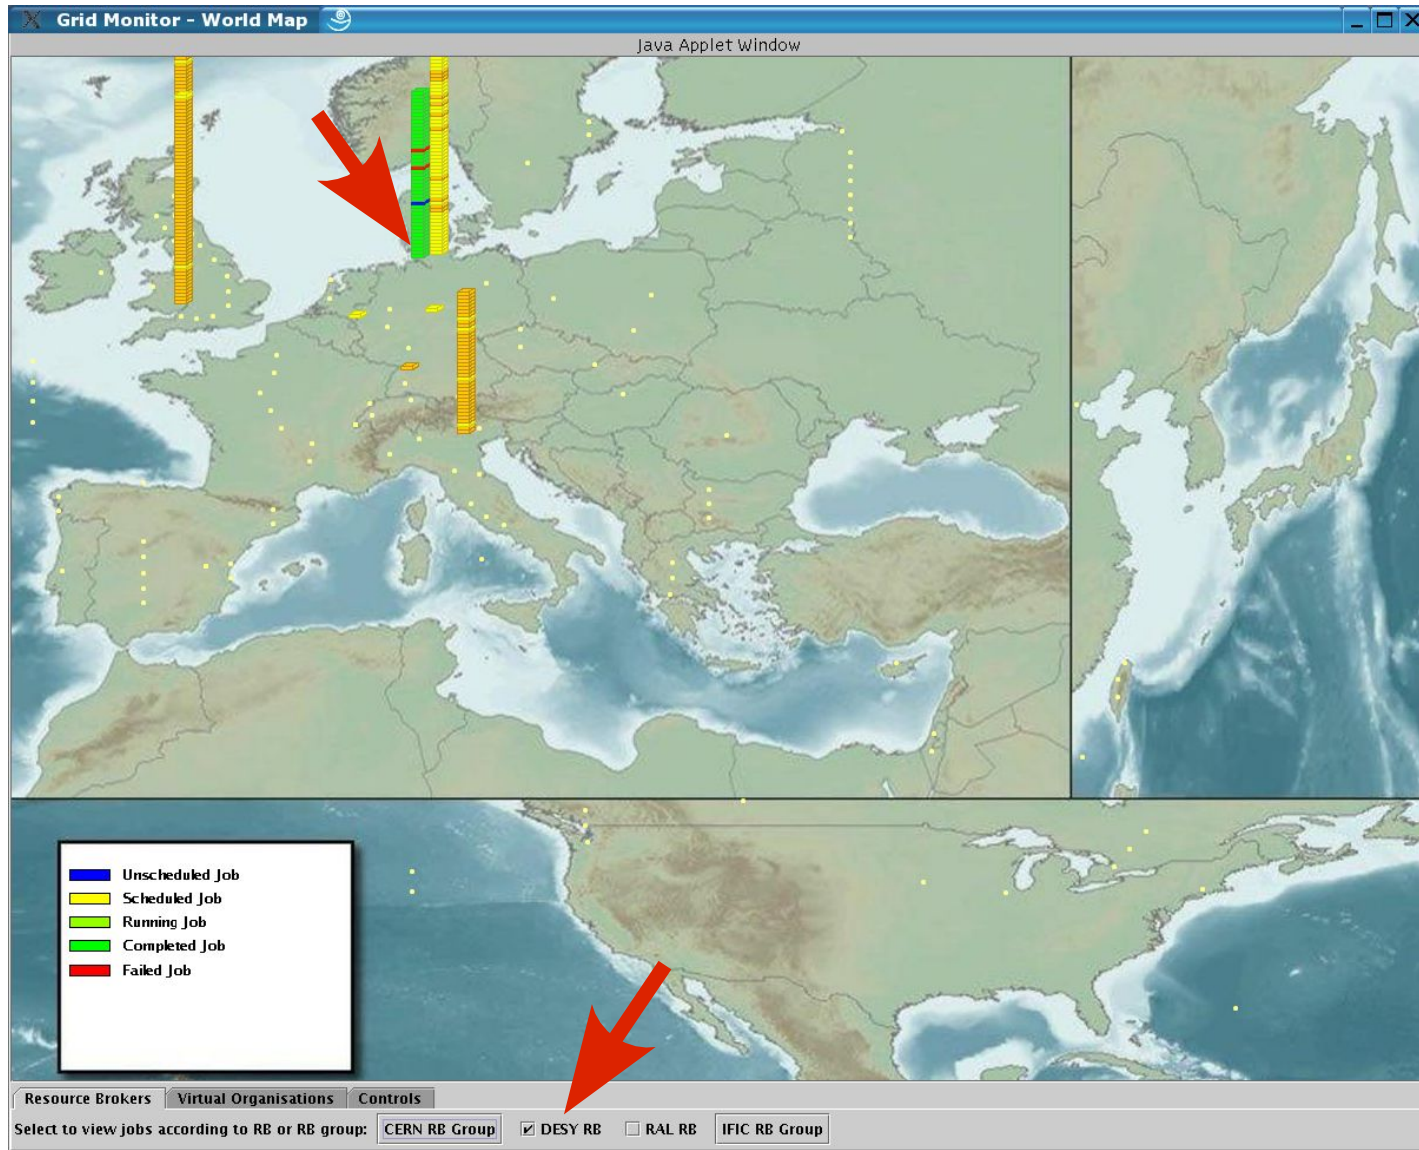 Grid Monitor - World Map
Java Applet Window
Unscheduled Job
Scheduled Job
Running Job
Completed Job
Failed Job
Resource Brokers Virtual Organisations Controls
Select to view jobs according to RB or RB group: CERN RB Group DESY RB RAL RB IFIC RB Group